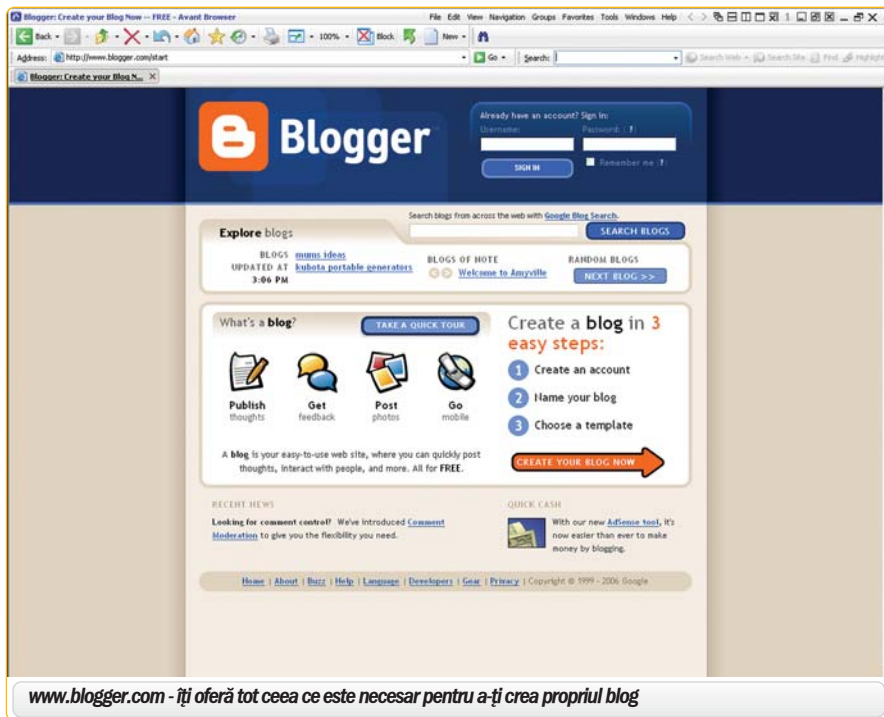 Blogger: Create your Blog Now -- FREE - Avant Browser
File Edit View Navigation Groups Favorites Tools Windows Help
Back 100% Block New
Address: http://www.blogger.com/start Go Search: Search Web Search Site Find Highlight
Blogger: Create your Blog N...
Blogger
Already have an account? Sign in:
Username: Password: (?)
SIGN IN Remember me (?)
Search blogs from across the web with Google Blog Search.
Explore blogs SEARCH BLOGS
BLOGS UPDATED AT 3:06 PM
mums ideas
kubota portable generators
BLOGS OF NOTE
Welcome to Amyville
RANDOM BLOGS
NEXT BLOG >>
What's a blog? TAKE A QUICK TOUR
Publish thoughts
Get feedback
Post photos
Go mobile
A blog is your easy-to-use web site, where you can quickly post
thoughts, interact with people, and more. All for FREE.
Create a blog in 3
easy steps:
1 Create an account
2 Name your blog
3 Choose a template
CREATE YOUR BLOG NOW
RECENT NEWS
Looking for comment control? We've introduced Comment
Moderation to give you the flexibility you need.
QUICK CASH
With our new AdSense tool, it's
now easier than ever to make
money by blogging.
Home | About | Buzz | Help | Language | Developers | Gear | Privacy | Copyright © 1999 - 2006 Google
www.blogger.com - îţi oferă tot ceea ce este necesar pentru a-ţi crea propriul blog